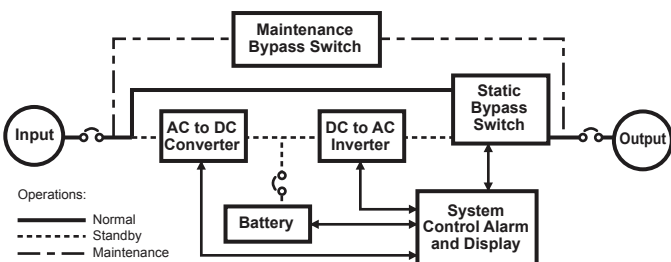 Maintenance
Bypass Switch
Input
AC to DC
Converter
DC to AC
Inverter
Static
Bypass
Switch
Output
Operations:
Normal
Standby
Maintenance
Battery
System
Control Alarm
and Display